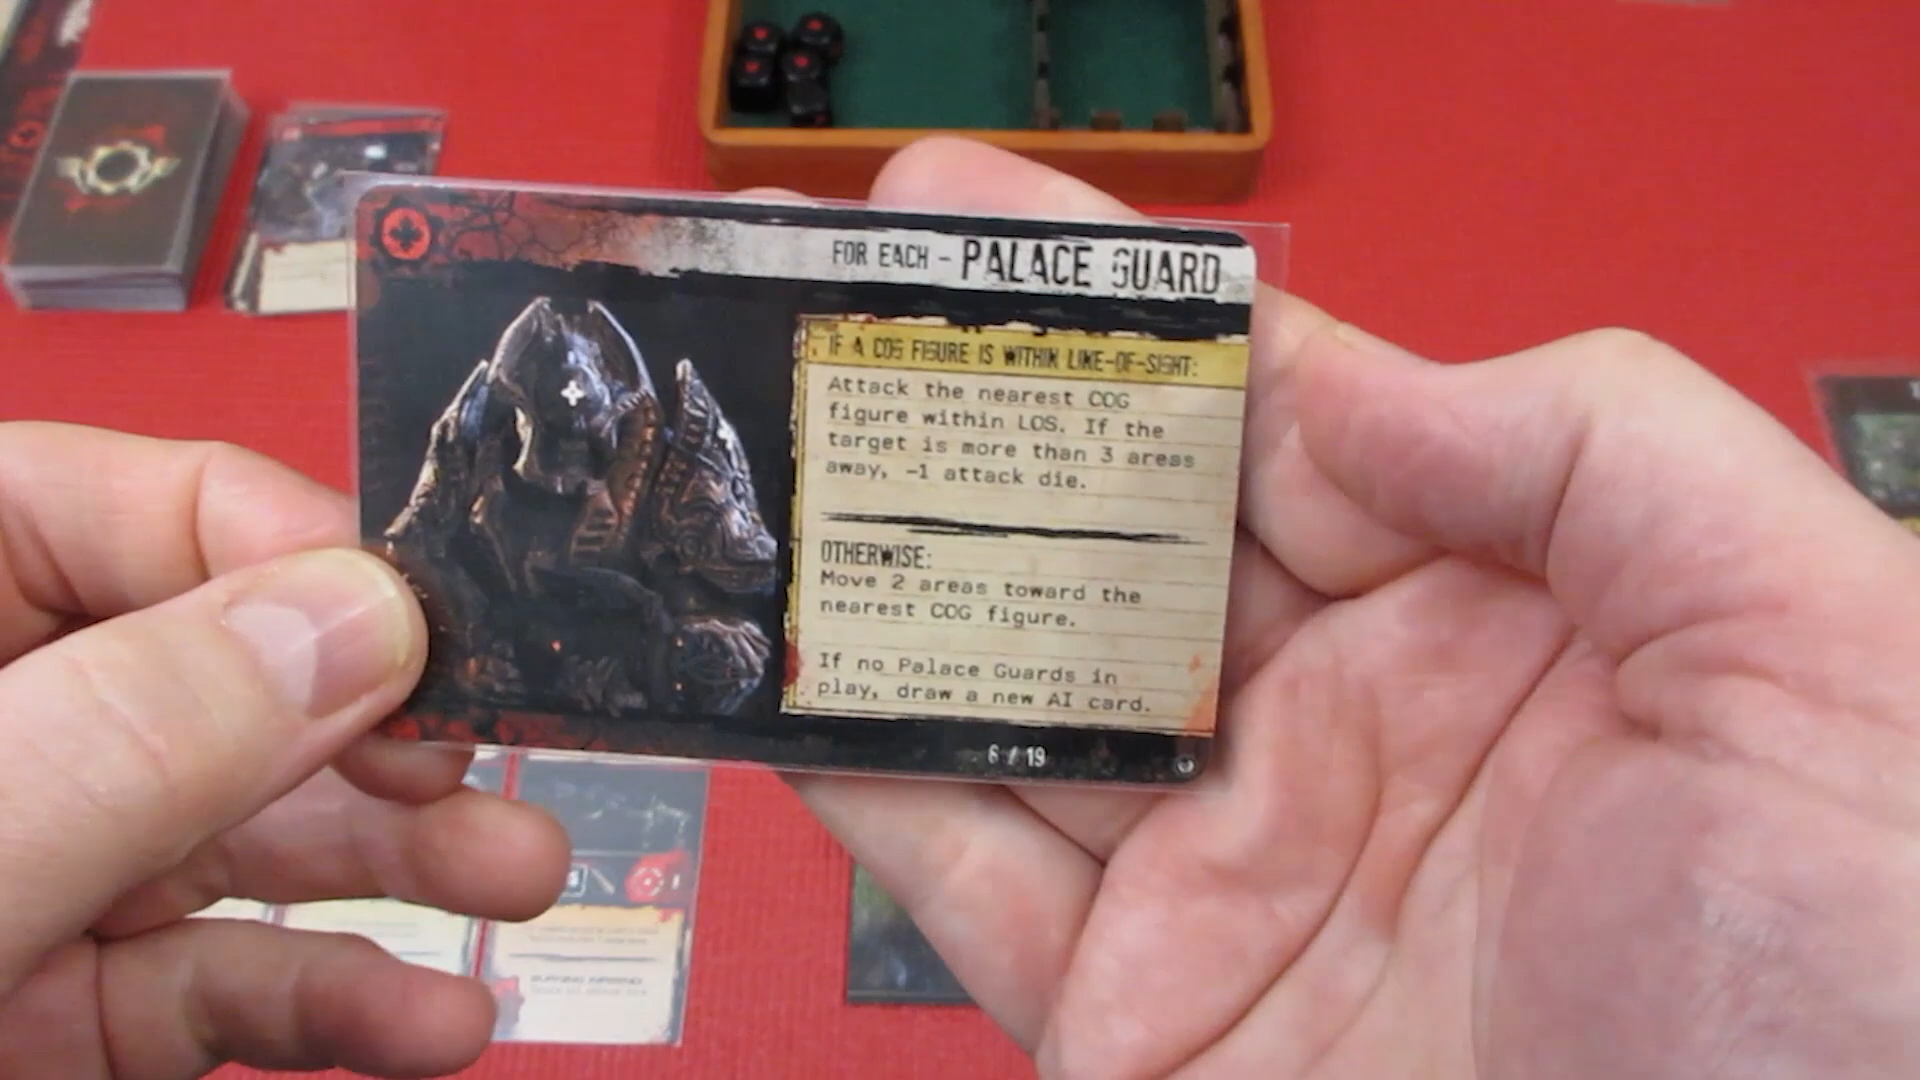 FOR EACH - PALACE GUARD
IF A COG FIGURE IS WITHIN LINE-OF-SIGHT:
Attack the nearest COG
figure within LOS. If the
target is more than 3 areas
away, -1 attack die.
OTHERWISE:
Move 2 areas toward the
nearest COG figure.
If no Palace Guards in
play, draw a new AI card.
6 / 19